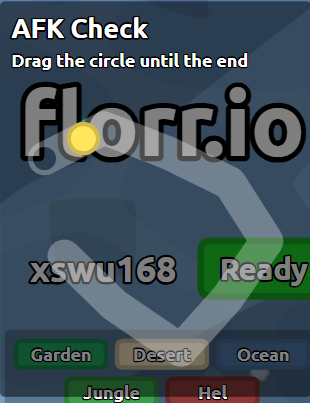 AFK Check
Drag the circle until the end
florr.io
xswu168
Ready
Garden
Desert
Ocean
Jungle
Hel